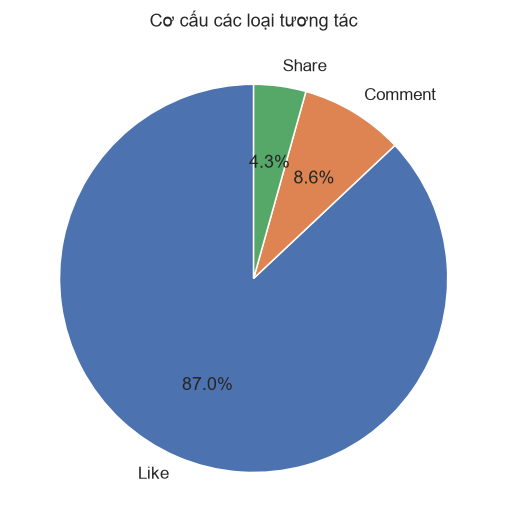 Cơ cấu các loại tương tác
Share
Comment
4.3%
8.6%
87.0%
Like